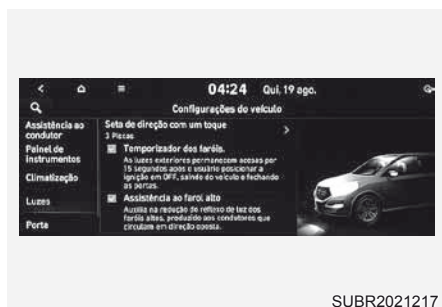 04:24 Qui, 19 ago.
Configurações do veículo
Assistência ao
condutor
Painel de
instrumentos
Climatização
Luzes
Porta
Seta de direção com um toque
3 Piscas
Temporizador dos faróis.
As luzes exteriores permanecem acesas por
15 segundos após o usuário posicionar a
ignição em OFF, saindo do veículo e fechando
as portas.
Assistência ao farol alto
Auxilia na redução do reflexo de luz dos
faróis altos, produzido aos condutores que
circulam em direção oposta.
SUBR2021217